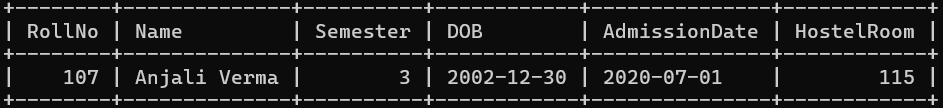 +--------+--------------+----------+------------+---------------+------------+
| RollNo | Name         | Semester | DOB        | AdmissionDate | HostelRoom |
+--------+--------------+----------+------------+---------------+------------+
|    107 | Anjali Verma |        3 | 2002-12-30 | 2020-07-01    |        115 |
+--------+--------------+----------+------------+---------------+------------+